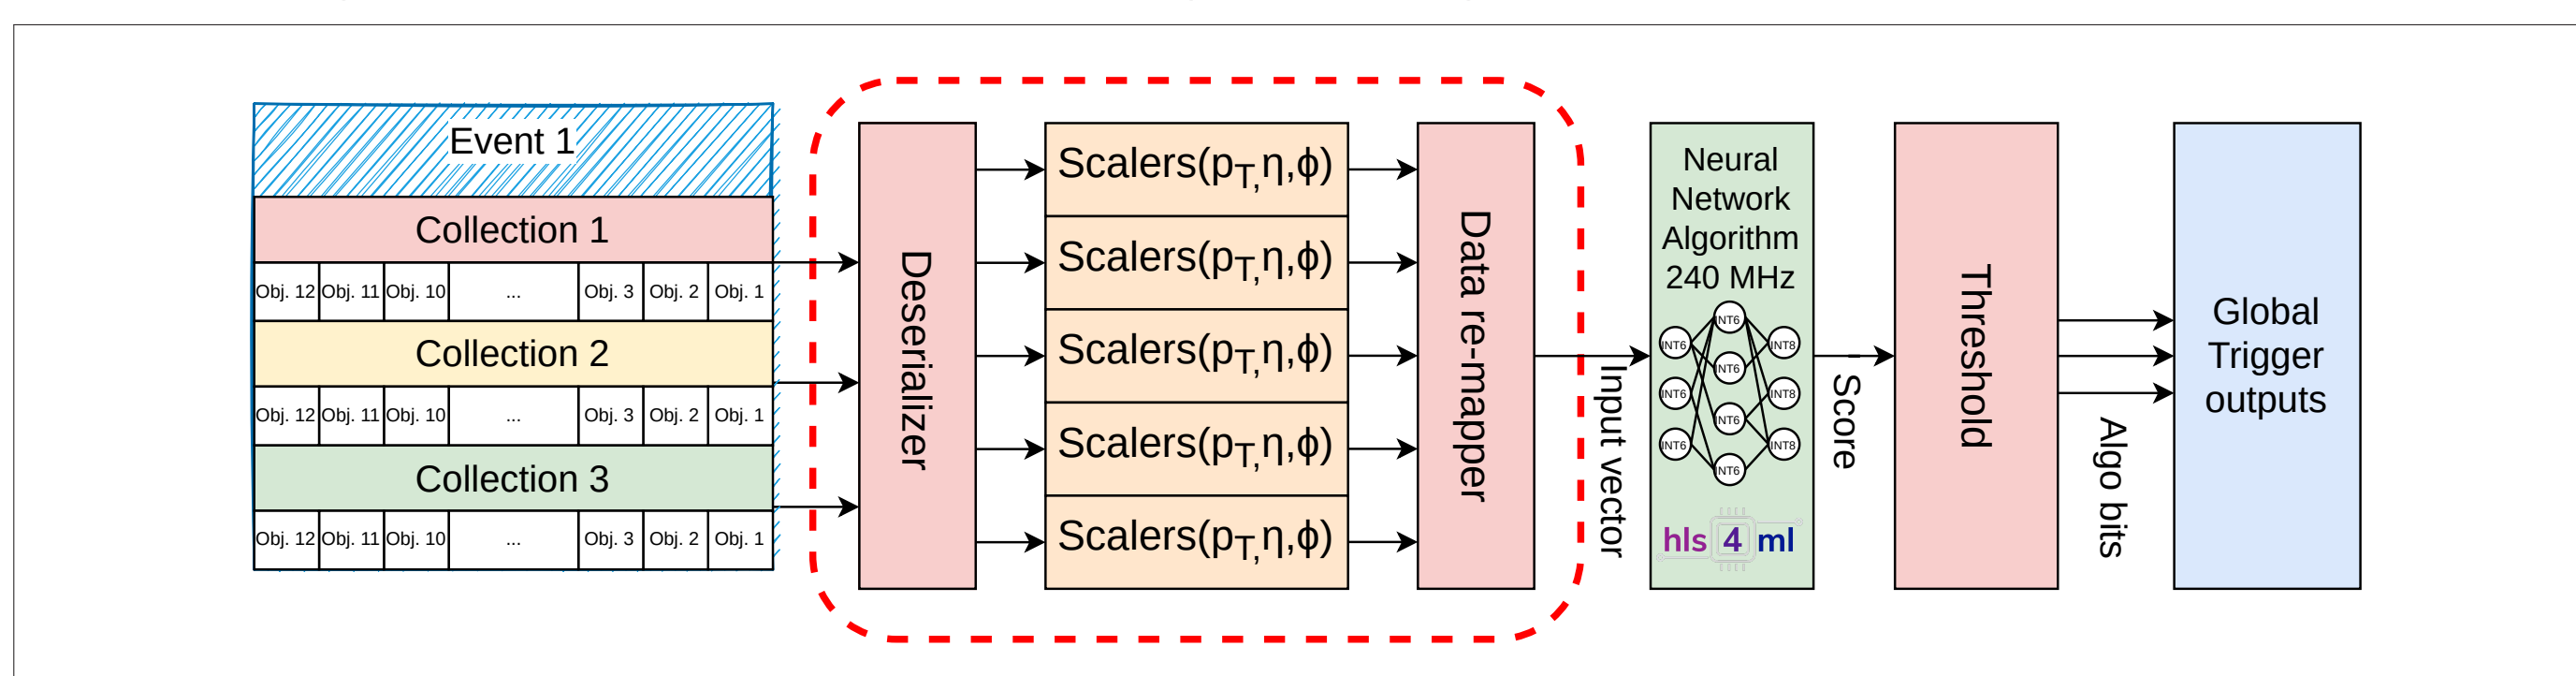 Event 1
Collection 1
Obj. 12 Obj. 11 Obj. 10 ... Obj. 3 Obj. 2 Obj. 1
Collection 2
Obj. 12 Obj. 11 Obj. 10 ... Obj. 3 Obj. 2 Obj. 1
Collection 3
Obj. 12 Obj. 11 Obj. 10 ... Obj. 3 Obj. 2 Obj. 1
Deserializer
Scalers(pT,η,ϕ)
Scalers(pT,η,ϕ)
Scalers(pT,η,ϕ)
Scalers(pT,η,ϕ)
Scalers(pT,η,ϕ)
Data re-mapper
Input vector
Neural
Network
Algorithm
240 MHz
INT6
INT6
INT6
INT6
INT6
INT6
INT6
INT8
INT8
INT8
hls 4 ml
Score
Threshold
Algo bits
Global
Trigger
outputs